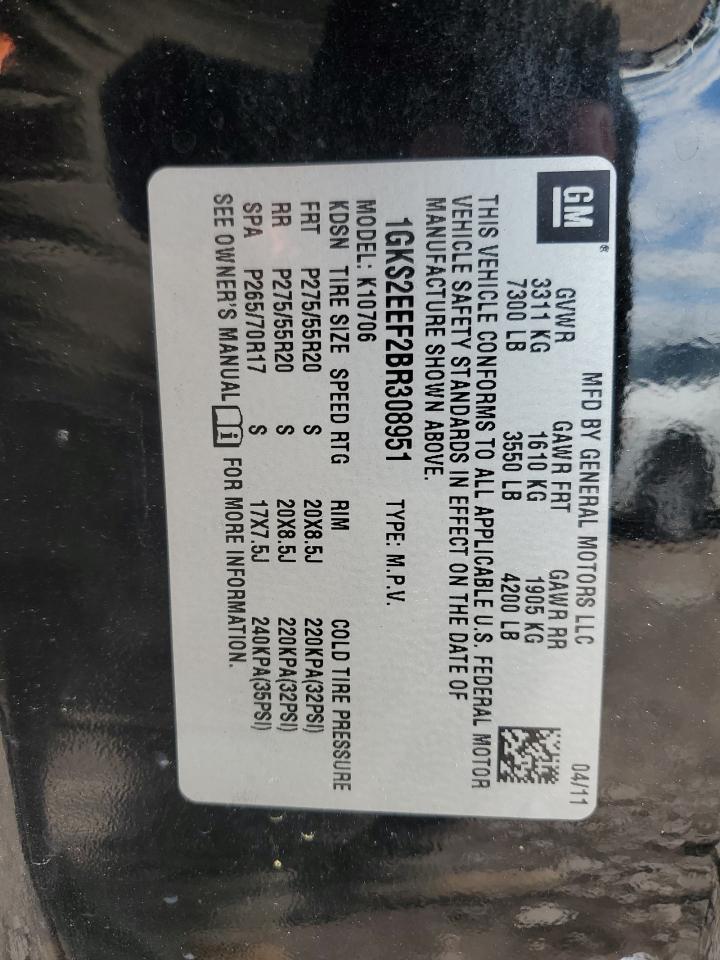 GM®
MFD BY GENERAL MOTORS LLC 04/11
GVWR GAWR FRT GAWR RR
3311 KG 1610 KG 1905 KG
7300 LB 3550 LB 4200 LB
THIS VEHICLE CONFORMS TO ALL APPLICABLE U.S. FEDERAL MOTOR
VEHICLE SAFETY STANDARDS IN EFFECT ON THE DATE OF
MANUFACTURE SHOWN ABOVE.
1GKS2EEF2BR308951 TYPE: M.P.V.
MODEL: K10706
KDSN TIRE SIZE SPEED RTG RIM COLD TIRE PRESSURE
FRT P275/55R20 S 20X8.5J 220KPA(32PSI)
RR P275/55R20 S 20X8.5J 220KPA(32PSI)
SPA P265/70R17 S 17X7.5J 240KPA(35PSI)
SEE OWNER'S MANUAL i FOR MORE INFORMATION.